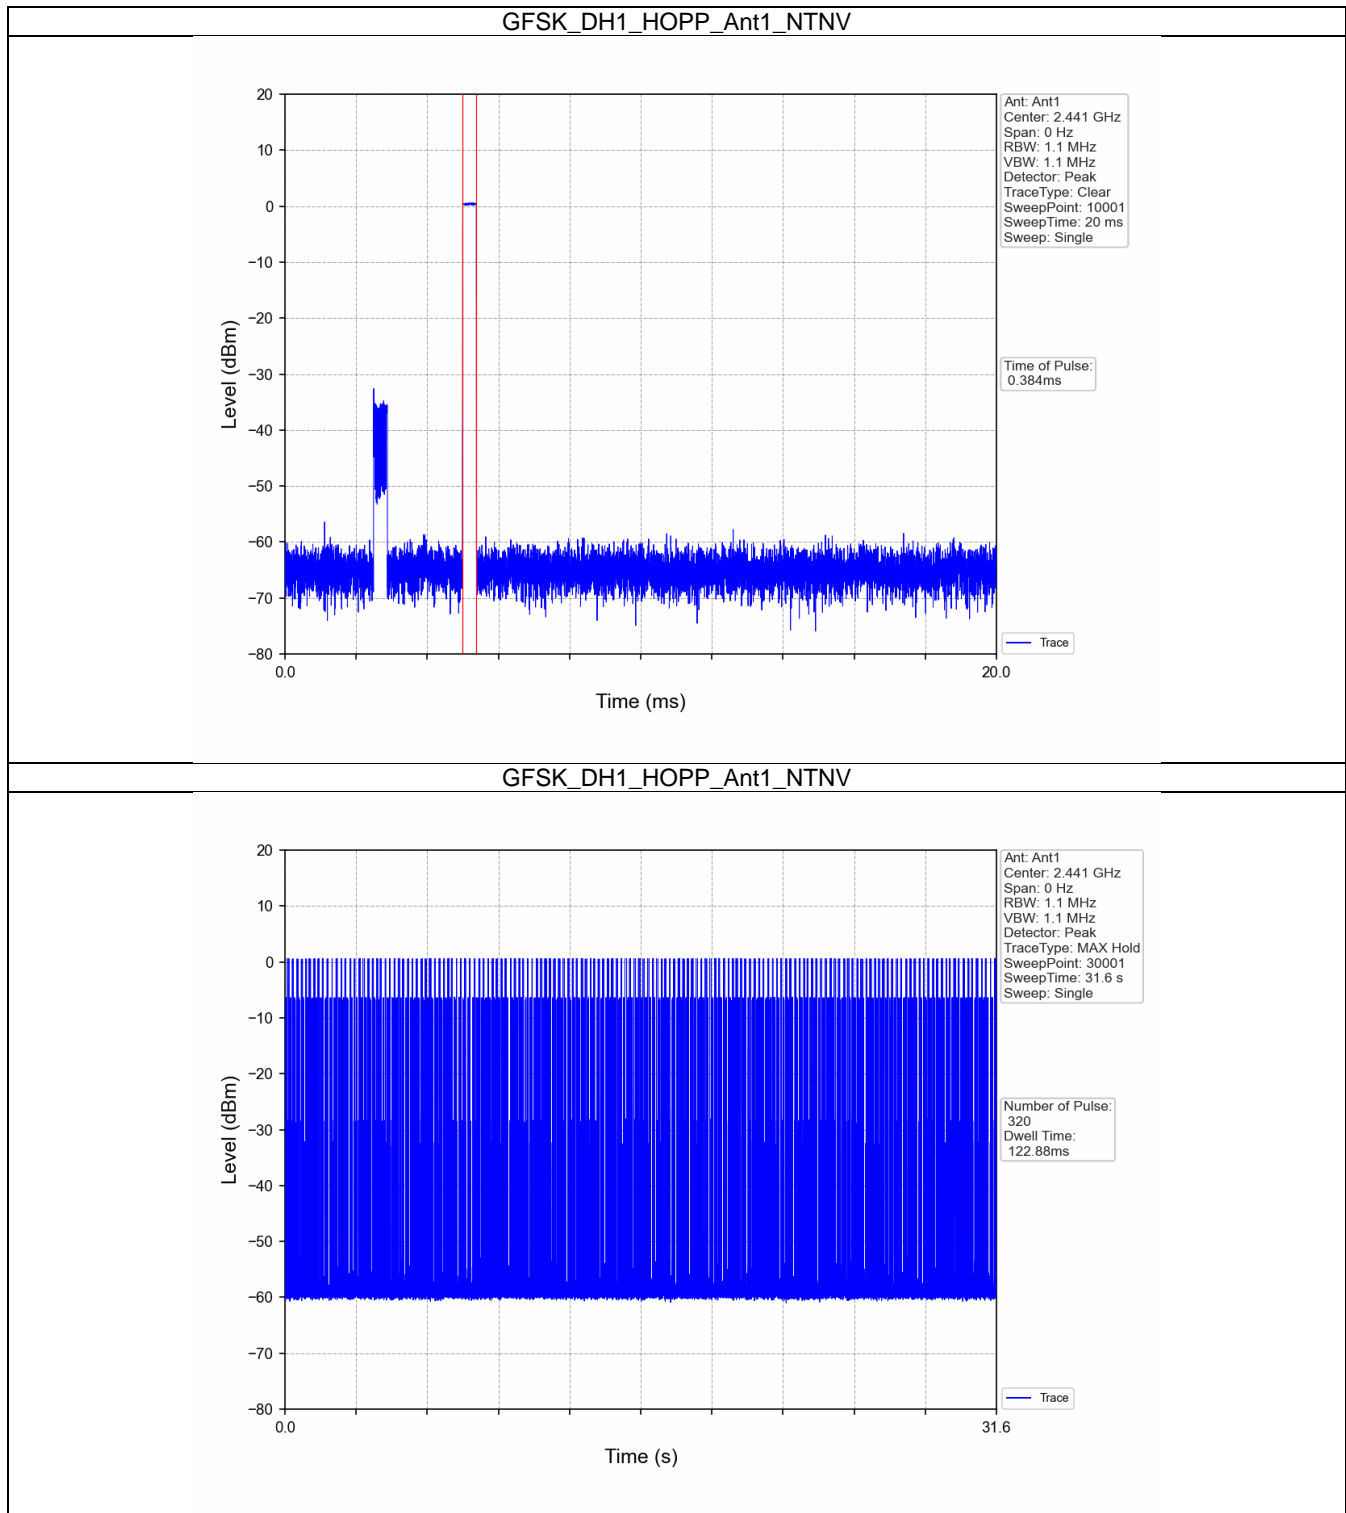 GFSK_DH1_HOPP_Ant1_NTNV
20
10
0
−10
−20
−30
−40
−50
−60
−70
−80
Level (dBm)
0.0
20.0
Time (ms)
Ant: Ant1
Center: 2.441 GHz
Span: 0 Hz
RBW: 1.1 MHz
VBW: 1.1 MHz
Detector: Peak
TraceType: Clear
SweepPoint: 10001
SweepTime: 20 ms
Sweep: Single
Time of Pulse:
0.384ms
Trace
GFSK_DH1_HOPP_Ant1_NTNV
20
10
0
−10
−20
−30
−40
−50
−60
−70
−80
Level (dBm)
0.0
31.6
Time (s)
Ant: Ant1
Center: 2.441 GHz
Span: 0 Hz
RBW: 1.1 MHz
VBW: 1.1 MHz
Detector: Peak
TraceType: MAX Hold
SweepPoint: 30001
SweepTime: 31.6 s
Sweep: Single
Number of Pulse:
320
Dwell Time:
122.88ms
Trace